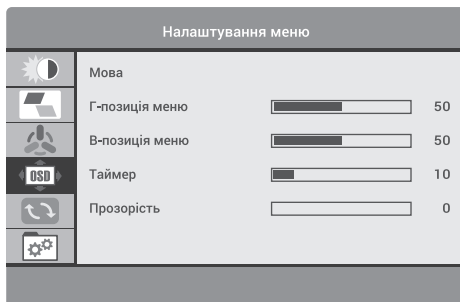 Налаштування меню
Мова
Г-позиція меню 50
В-позиція меню 50
OSD
Таймер 10
Прозорість 0